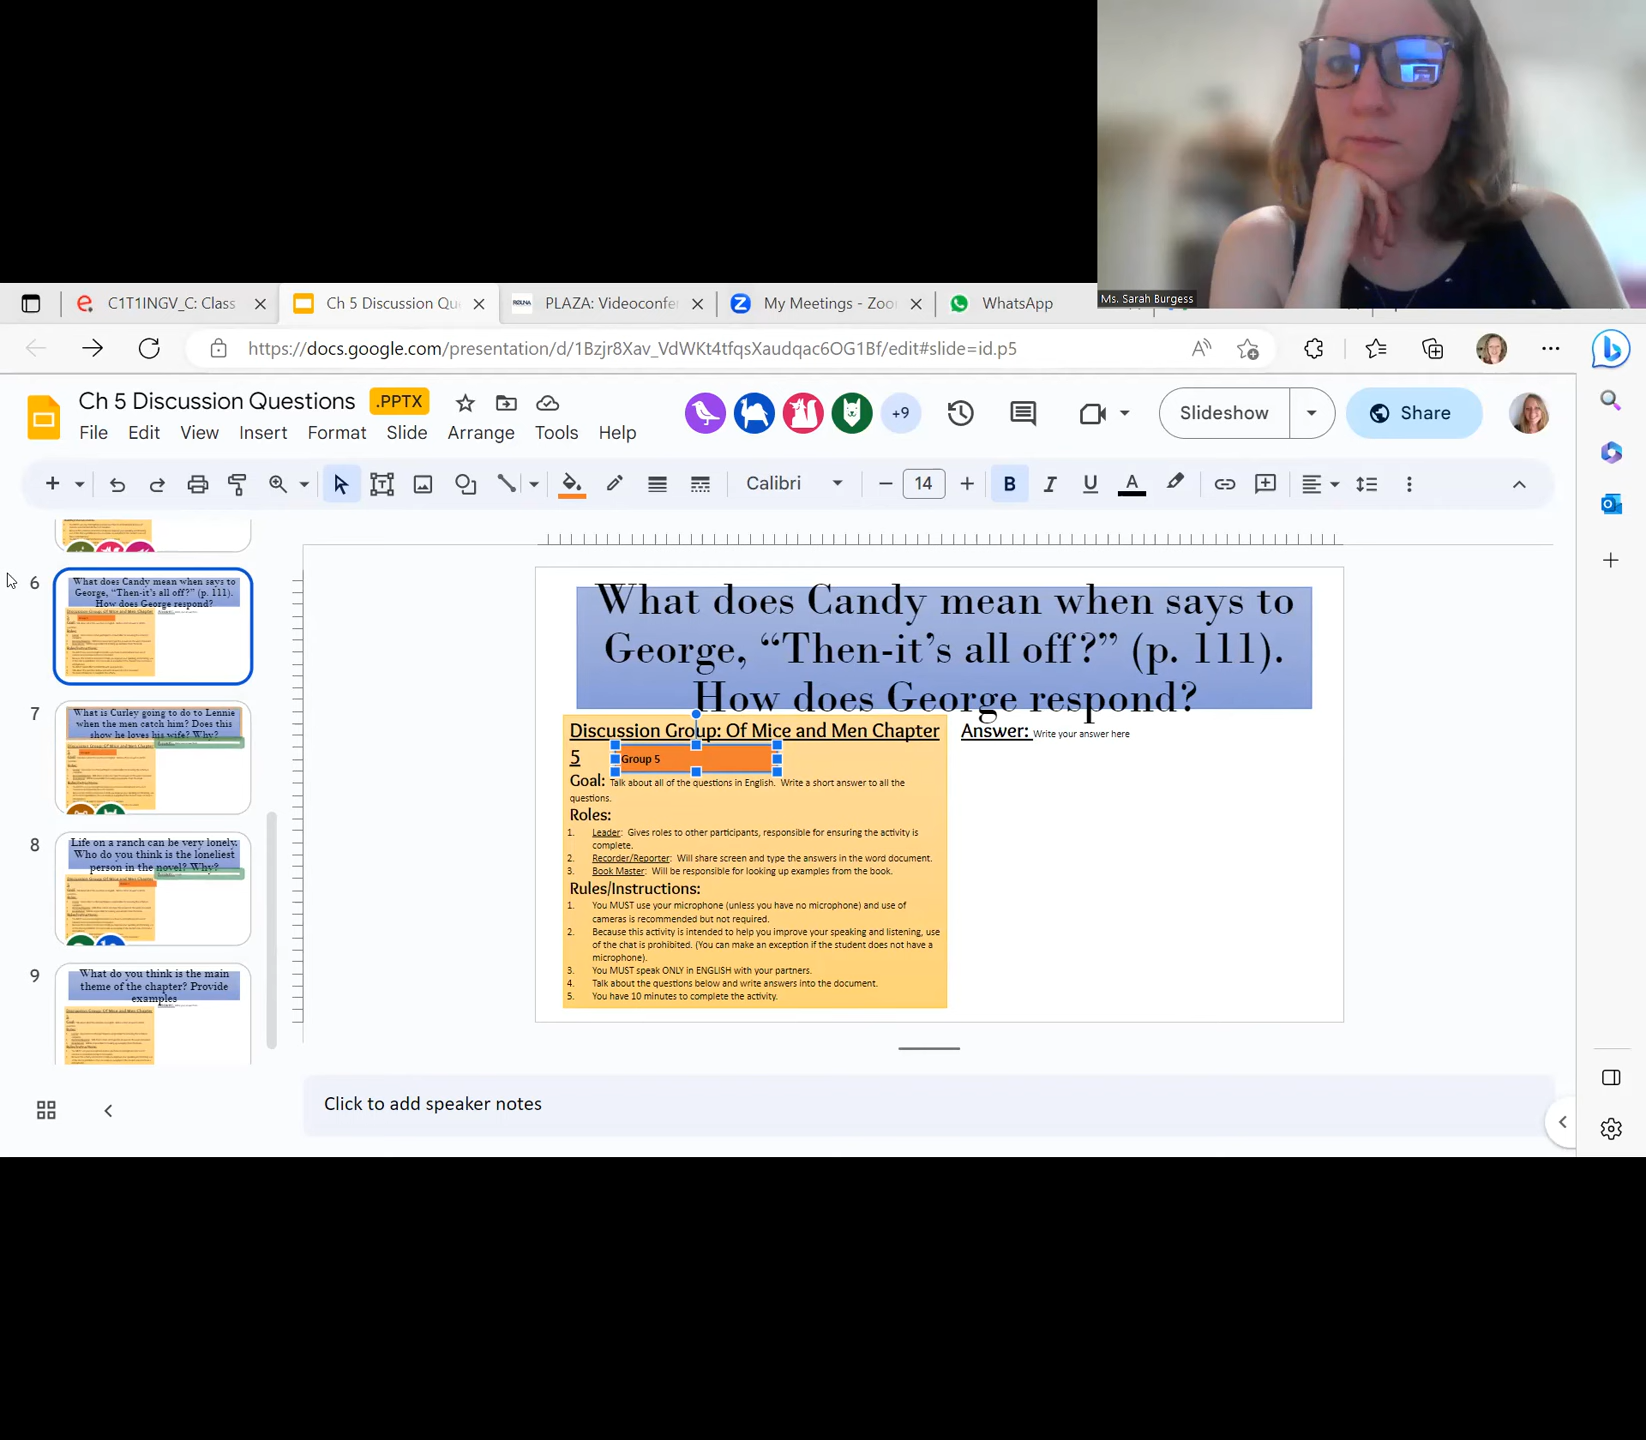 Ms. Sarah Burgess
C1T1INGV_C: Class
Ch 5 Discussion Qu
PLAZA: Videoconfe
My Meetings - Zoo
WhatsApp
https://docs.google.com/presentation/d/1Bzjr8Xav_VdWKt4tfqsXaudqac6OG1Bf/edit#slide=id.p5
Ch 5 Discussion Questions
.PPTX
+9
Slideshow
Share
File Edit View Insert Format Slide Arrange Tools Help
Calibri
14
B I U A
6
What does Candy mean when says to
George, “Then-it’s all off?” (p. 111).
How does George respond?
7
What is Curley going to do to Lennie
when the men catch him? Does this
show he loves his wife? Why?
8
Life on a ranch can be very lonely.
Who do you think is the loneliest
person in the novel? Why?
9
What do you think is the main
theme of the chapter? Provide
examples
What does Candy mean when says to
George, “Then-it’s all off?” (p. 111).
How does George respond?
Discussion Group: Of Mice and Men Chapter
5
Group 5
Goal: Talk about all of the questions in English. Write a short answer to all the
questions.
Roles:
1. Leader: Gives roles to other participants, responsible for ensuring the activity is
complete.
2. Recorder/Reporter: Will share screen and type the answers in the word document.
3. Book Master: Will be responsible for looking up examples from the book.
Rules/Instructions:
1. You MUST use your microphone (unless you have no microphone) and use of
cameras is recommended but not required.
2. Because this activity is intended to help you improve your speaking and listening, use
of the chat is prohibited. (You can make an exception if the student does not have a
microphone).
3. You MUST speak ONLY in ENGLISH with your partners.
4. Talk about the questions below and write answers into the document.
5. You have 10 minutes to complete the activity.
Answer: Write your answer here
Click to add speaker notes